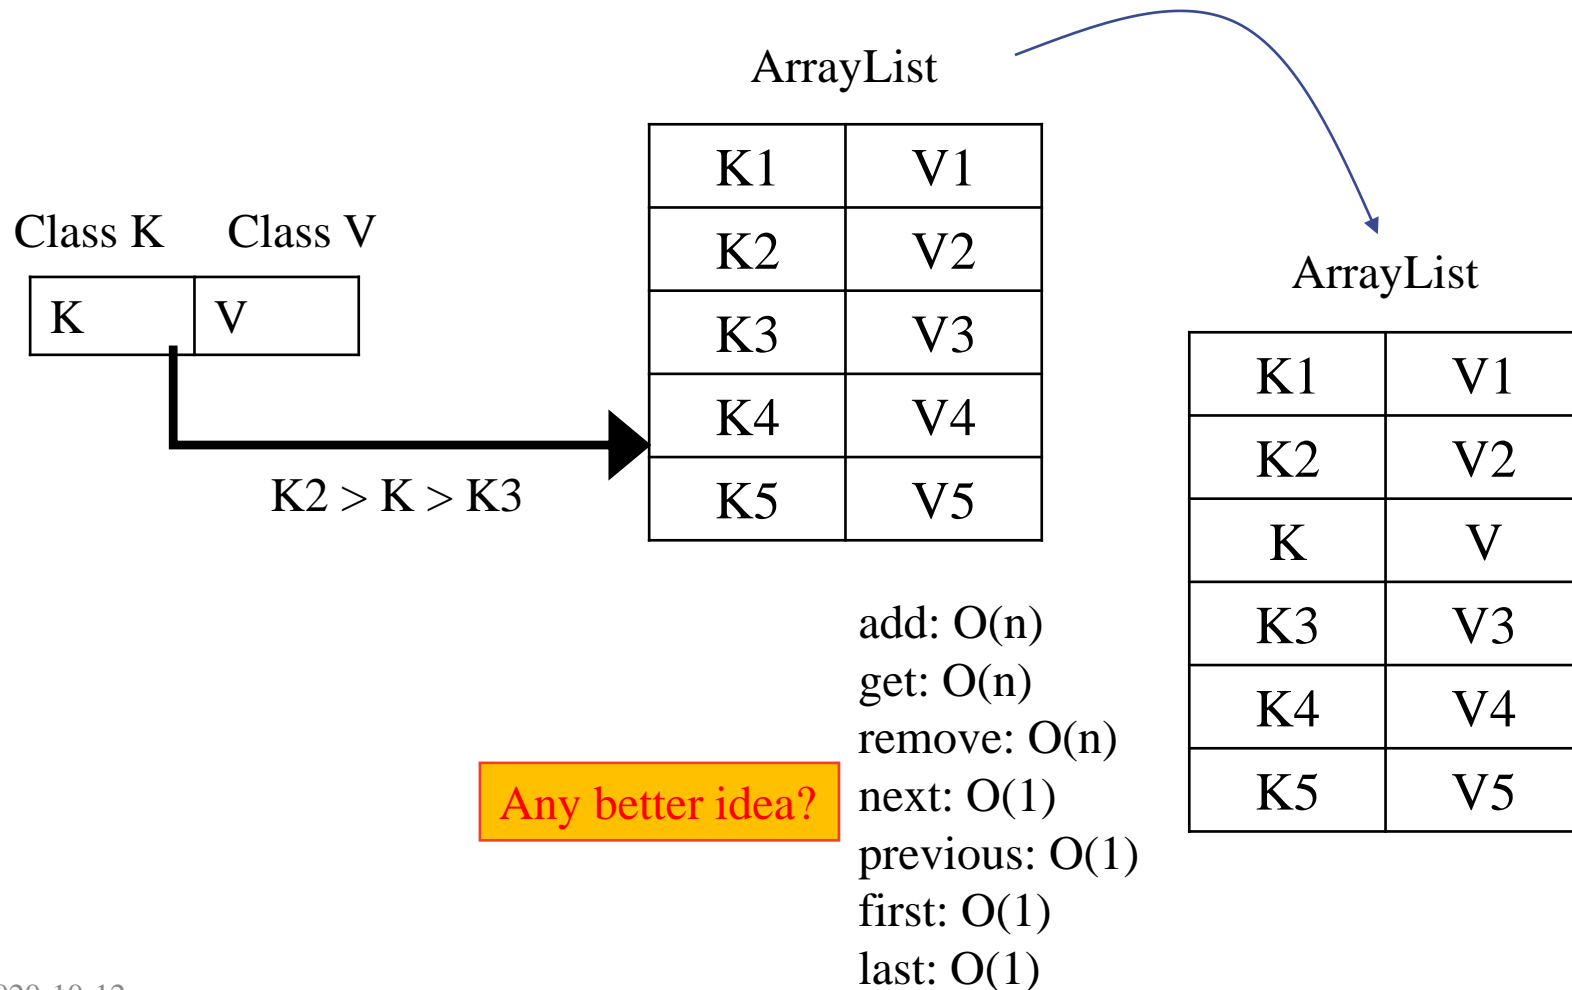 ArrayList
K1 V1
K2 V2
K3 V3
K4 V4
K5 V5
Class K Class V
K V
K2 > K > K3
ArrayList
K1 V1
K2 V2
K V
K3 V3
K4 V4
K5 V5
add: O(n)
get: O(n)
remove: O(n)
next: O(1)
previous: O(1)
first: O(1)
last: O(1)
Any better idea?